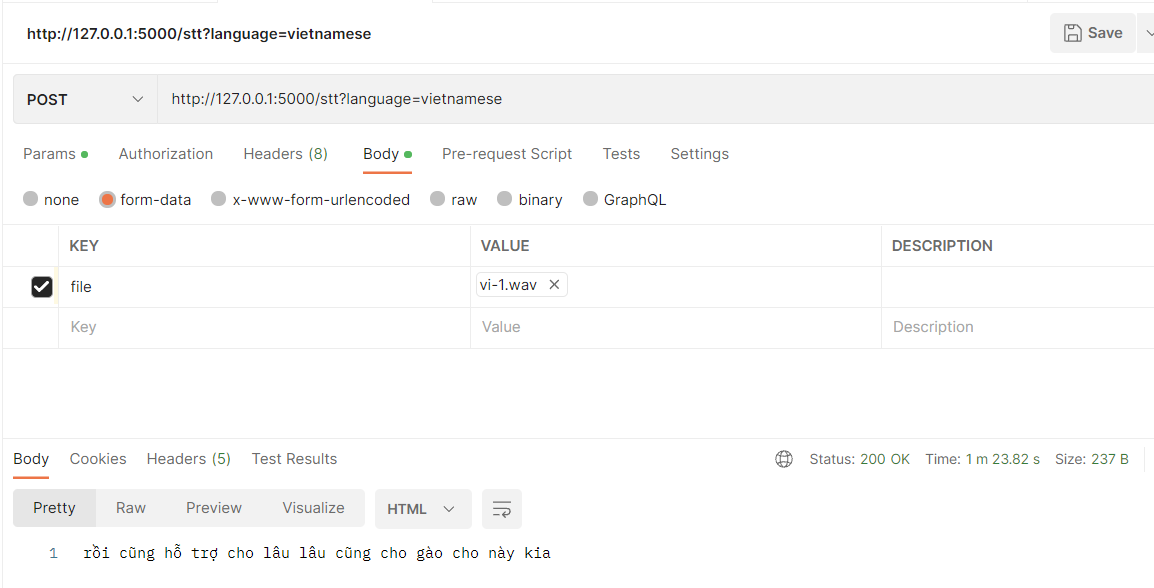 http://127.0.0.1:5000/stt?language=vietnamese
Save
POST http://127.0.0.1:5000/stt?language=vietnamese
Params Authorization Headers (8) Body Pre-request Script Tests Settings
none form-data x-www-form-urlencoded raw binary GraphQL
KEY VALUE DESCRIPTION
file vi-1.wav
Key Value Description
Body Cookies Headers (5) Test Results Status: 200 OK Time: 1 m 23.82 s Size: 237 B
Pretty Raw Preview Visualize HTML
1 rồi cũng hỗ trợ cho lâu lâu cũng cho gào cho này kia